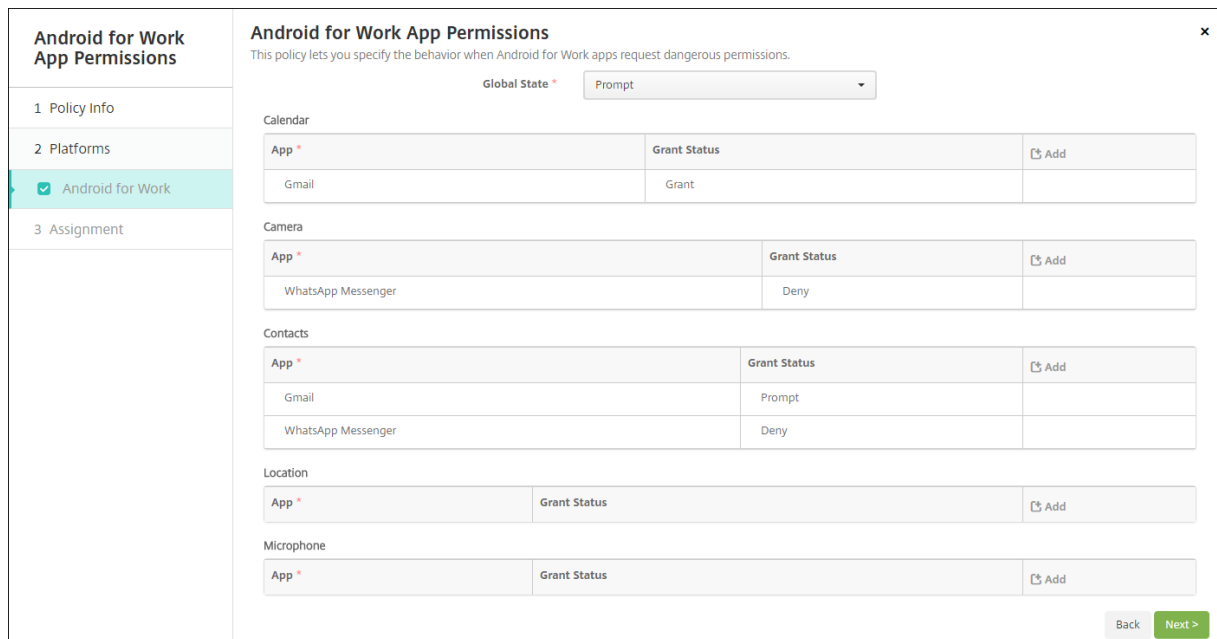 Android for Work
App Permissions
1 Policy Info
2 Platforms
Android for Work
3 Assignment
Android for Work App Permissions
This policy lets you specify the behavior when Android for Work apps request dangerous permissions.
Global State * Prompt
Calendar
App * Grant Status Add
Gmail Grant
Camera
App * Grant Status Add
WhatsApp Messenger Deny
Contacts
App * Grant Status Add
Gmail Prompt
WhatsApp Messenger Deny
Location
App * Grant Status Add
Microphone
App * Grant Status Add
Back Next >